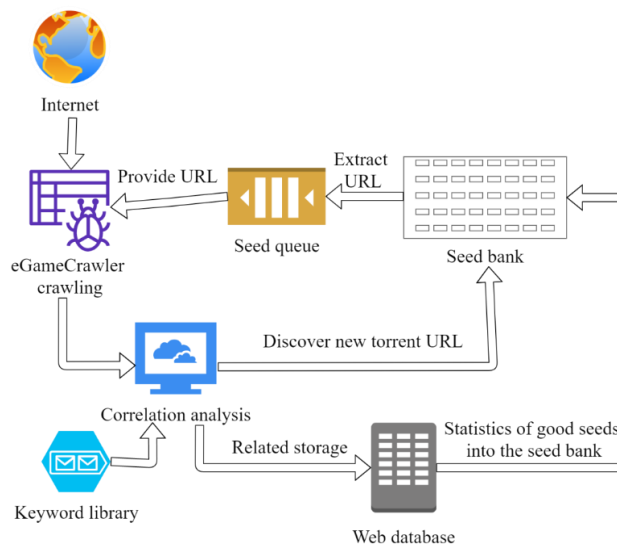 Internet
Provide URL
Extract
URL
Seed queue
Seed bank
eGameCrawler
crawling
Discover new torrent URL
Correlation analysis
Related storage
Statistics of good seeds
into the seed bank
Keyword library
Web database